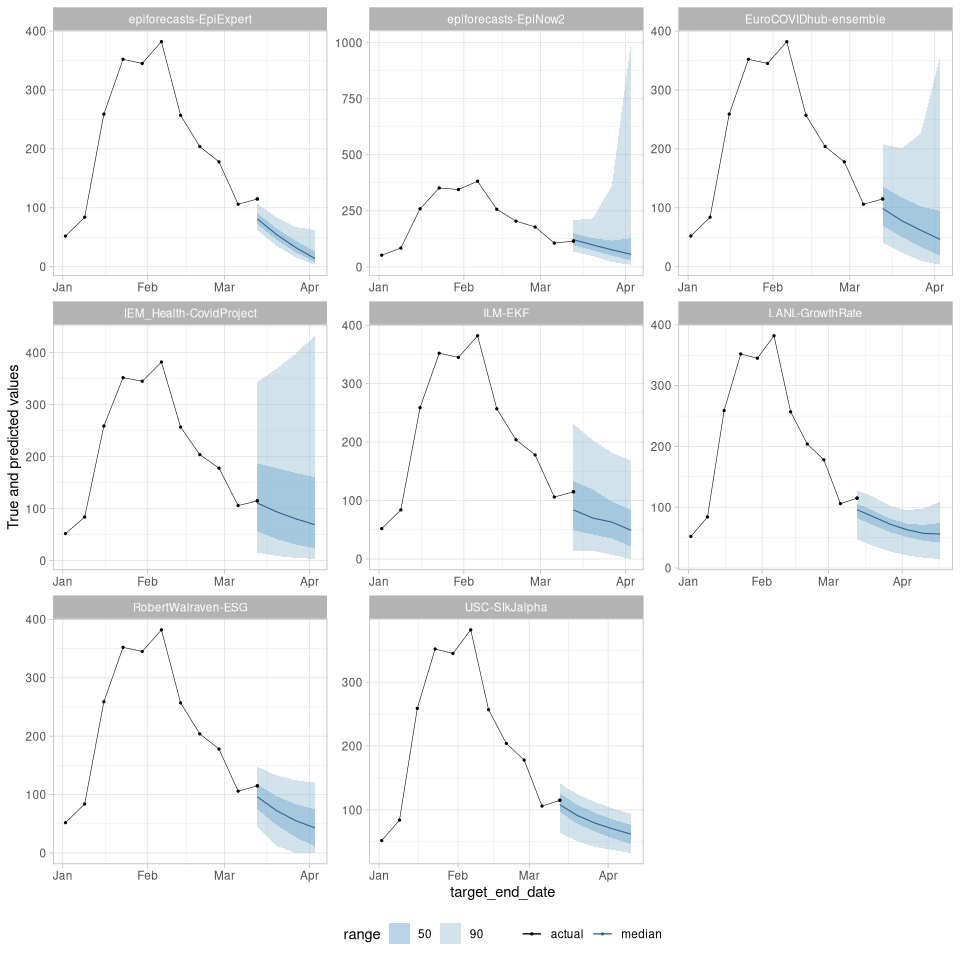 epiforecasts-EpiExpert
epiforecasts-EpiNow2
EuroCOVIDhub-ensemble
400
300
200
100
0
Jan Feb Mar Apr
1000
750
500
250
0
Jan Feb Mar Apr
400
300
200
100
0
Jan Feb Mar Apr
IEM_Health-CovidProject
ILM-EKF
LANL-GrowthRate
True and predicted values
400
300
200
100
0
Jan Feb Mar Apr
400
300
200
100
0
Jan Feb Mar Apr
400
300
200
100
0
Jan Feb Mar Apr
RobertWalraven-ESG
USC-SIkJalpha
400
300
200
100
0
Jan Feb Mar Apr
300
200
100
Jan Feb Mar Apr
target_end_date
range 50 90 actual median